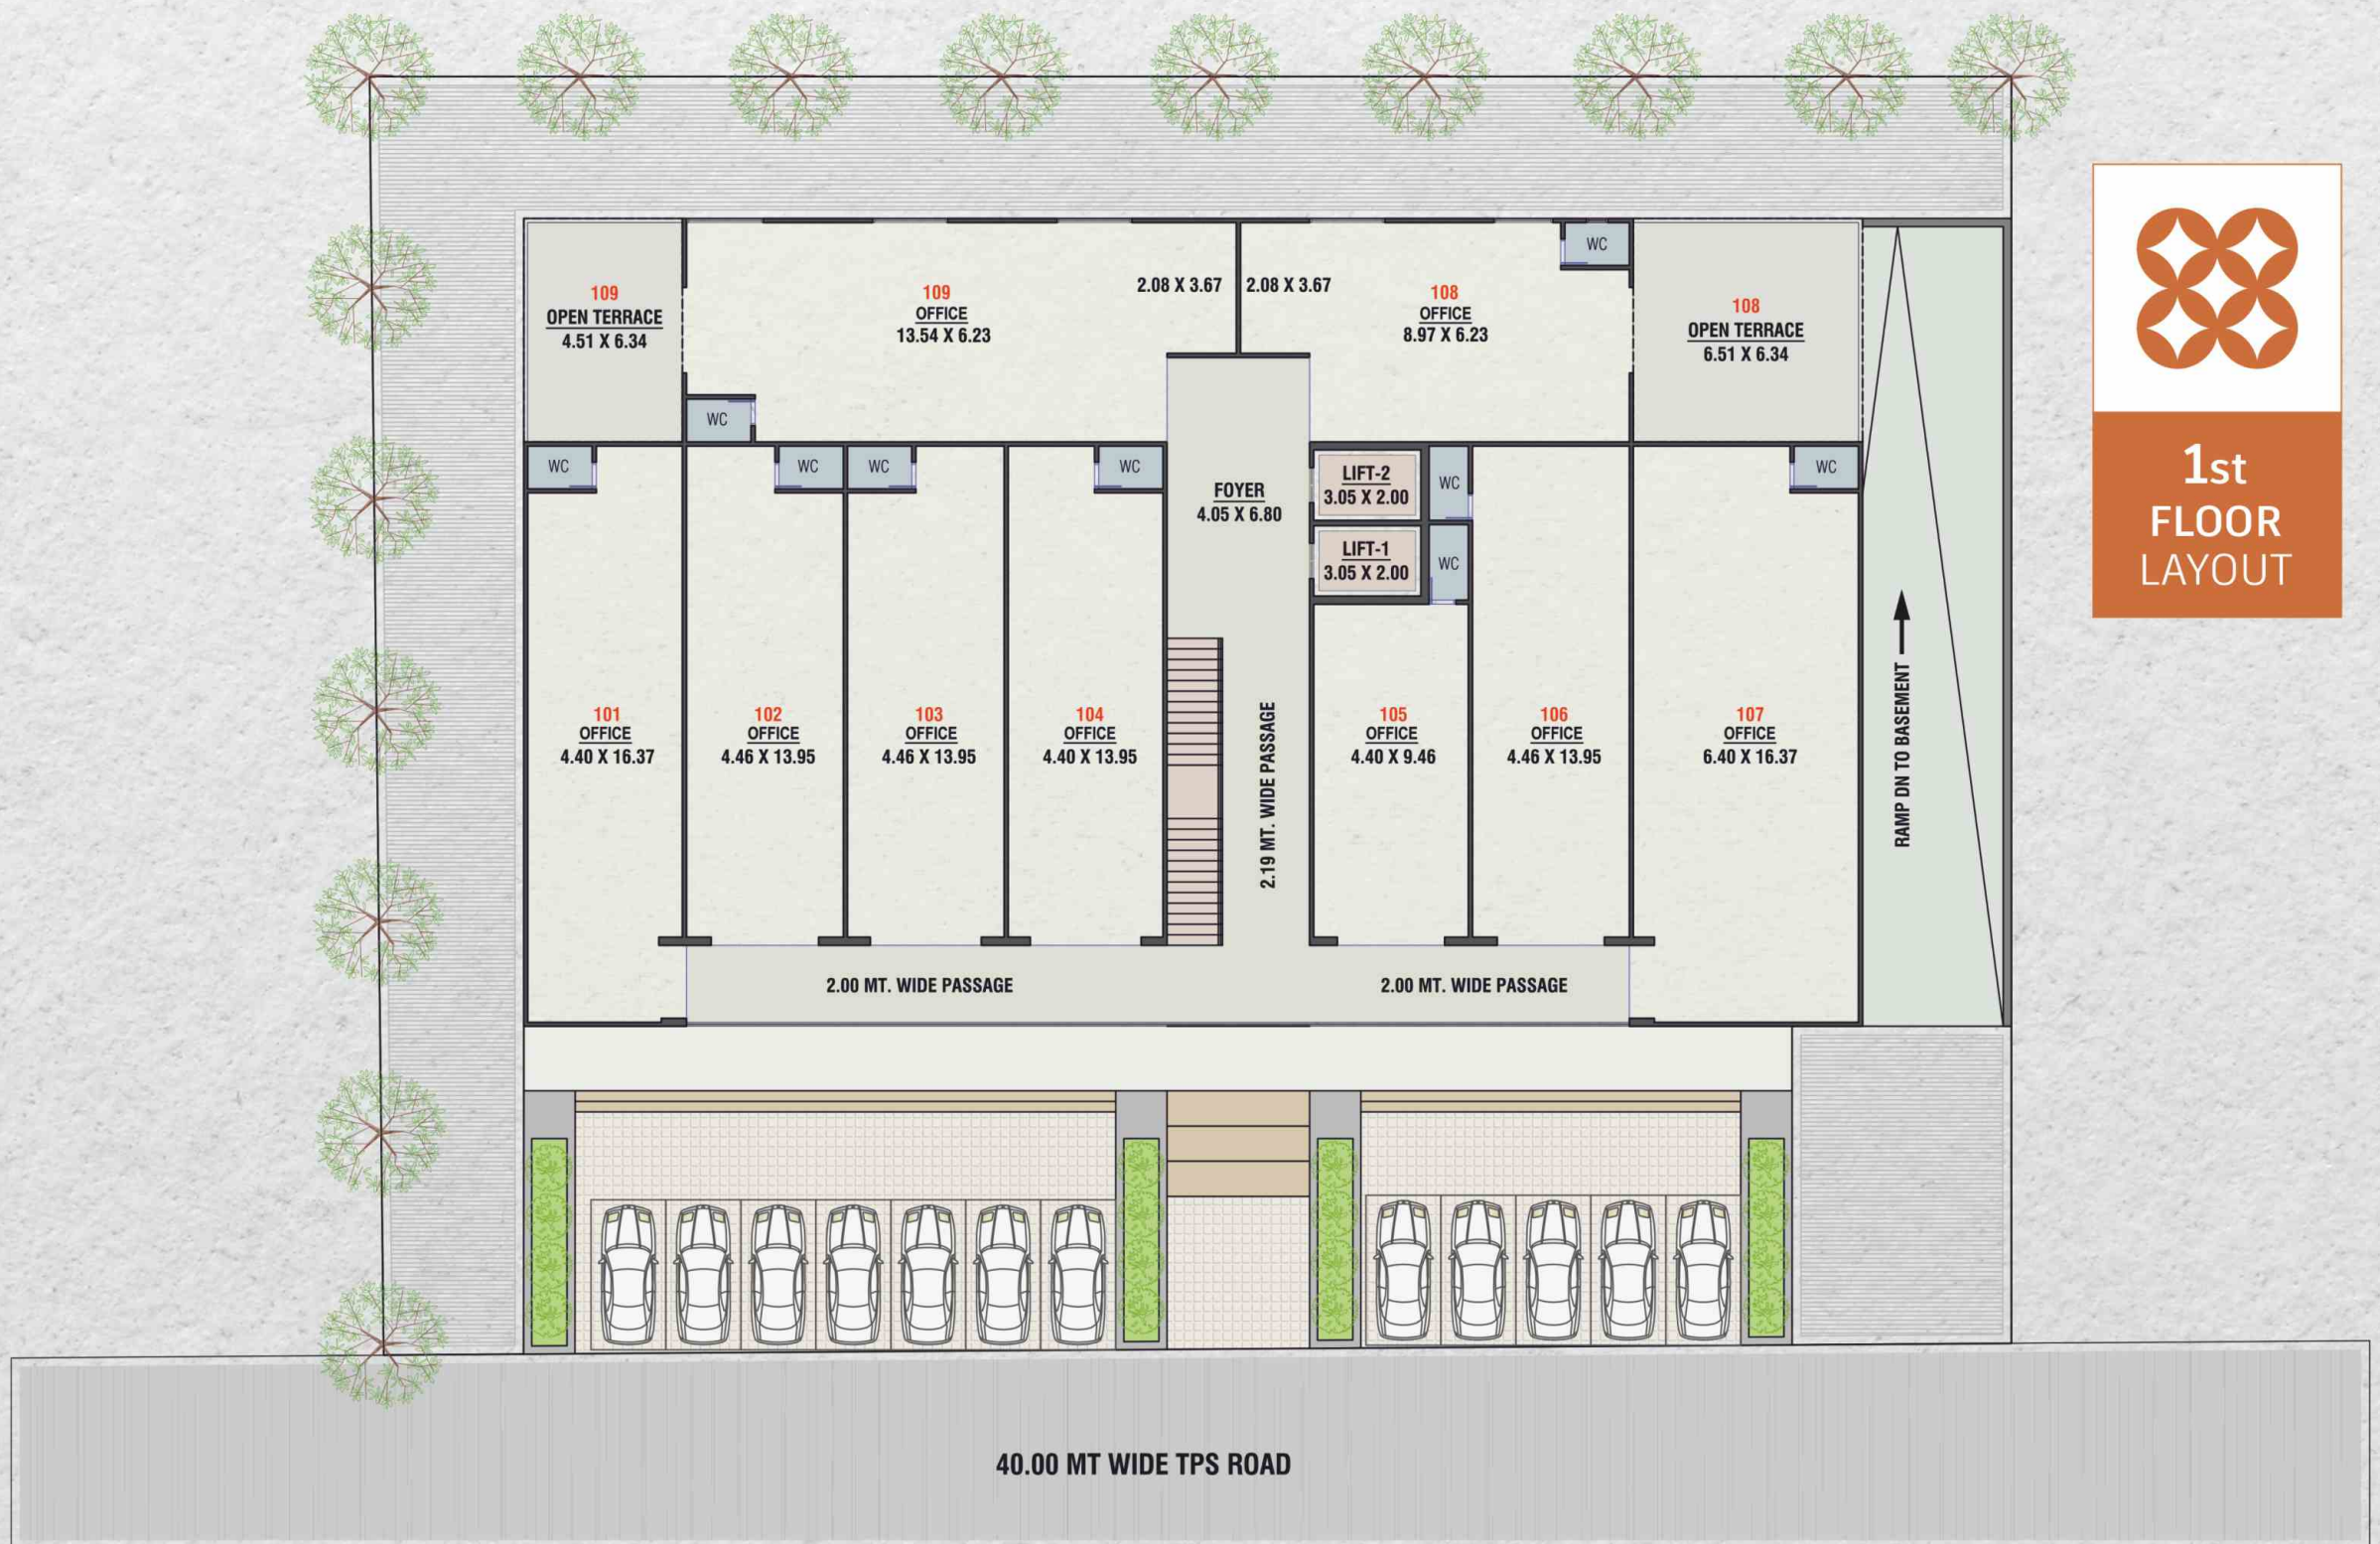 1st
FLOOR
LAYOUT
109
OPEN TERRACE
4.51 X 6.34
109
OFFICE
13.54 X 6.23
2.08 X 3.67
2.08 X 3.67
108
OFFICE
8.97 X 6.23
WC
108
OPEN TERRACE
6.51 X 6.34
WC
WC
WC
WC
WC
FOYER
4.05 X 6.80
LIFT-2
3.05 X 2.00
WC
LIFT-1
3.05 X 2.00
WC
WC
101
OFFICE
4.40 X 16.37
102
OFFICE
4.46 X 13.95
103
OFFICE
4.46 X 13.95
104
OFFICE
4.40 X 13.95
2.19 MT. WIDE PASSAGE
105
OFFICE
4.40 X 9.46
106
OFFICE
4.46 X 13.95
107
OFFICE
6.40 X 16.37
RAMP DN TO BASEMENT
2.00 MT. WIDE PASSAGE
2.00 MT. WIDE PASSAGE
40.00 MT WIDE TPS ROAD